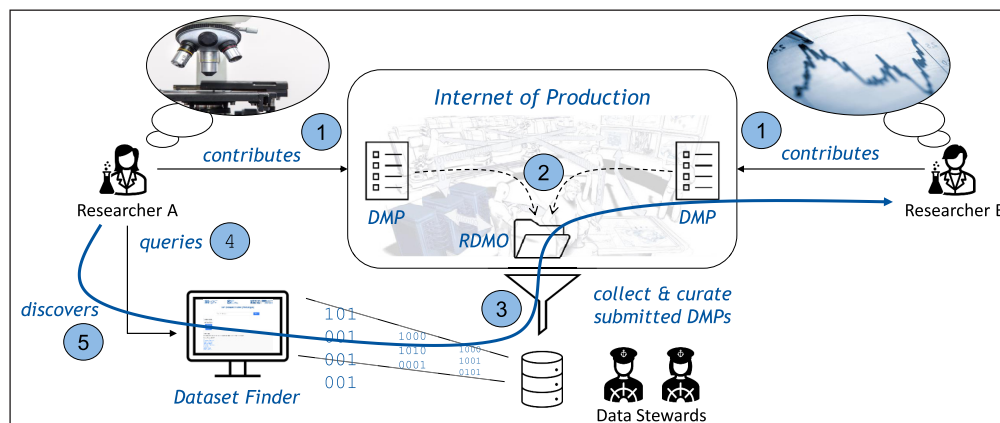 Internet of Production
1
contributes
1
contributes
2
DMP
DMP
RDMO
Researcher A
Researcher B
queries 4
3
collect & curate
submitted DMPs
discovers
5
101
001
001
001
1000
1010
0001
1000
1001
0101
Dataset Finder
Data Stewards